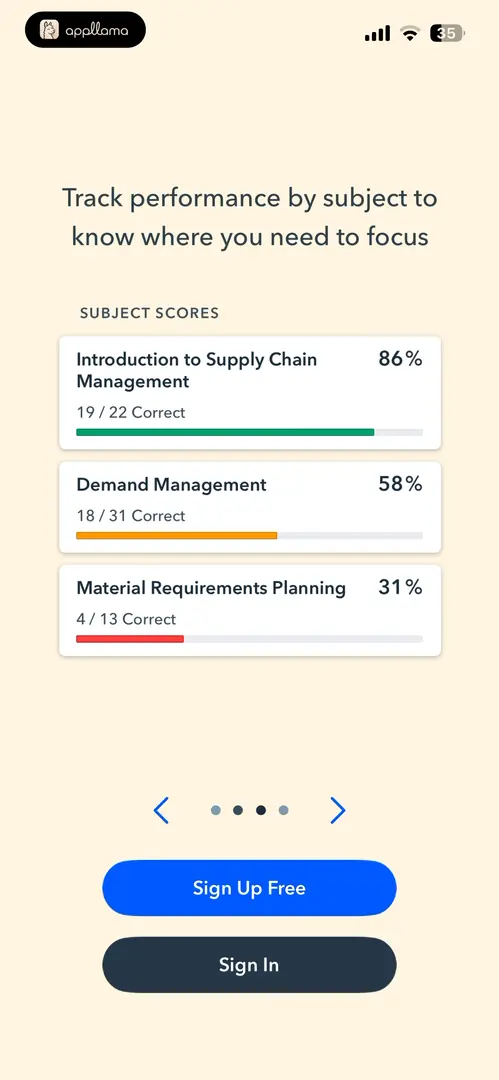 appllama
35
Track performance by subject to
know where you need to focus
SUBJECT SCORES
Introduction to Supply Chain
Management
86%
19 / 22 Correct
Demand Management
58%
18 / 31 Correct
Material Requirements Planning
31%
4 / 13 Correct
Sign Up Free
Sign In